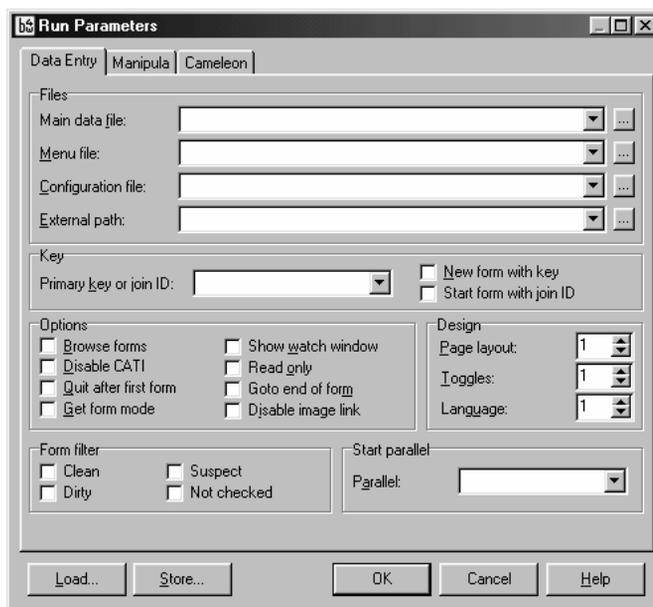 Run Parameters
Data Entry Manipula Cameleon
Files
Main data file:
...
Menu file:
...
Configuration file:
...
External path:
...
Key
Primary key or join ID:
New form with key
Start form with join ID
Options
Browse forms
Disable CATI
Quit after first form
Get form mode
Show watch window
Read only
Goto end of form
Disable image link
Design
Page layout: 1
Toggles: 1
Language: 1
Form filter
Clean
Dirty
Suspect
Not checked
Start parallel
Parallel:
Load... Store... OK Cancel Help